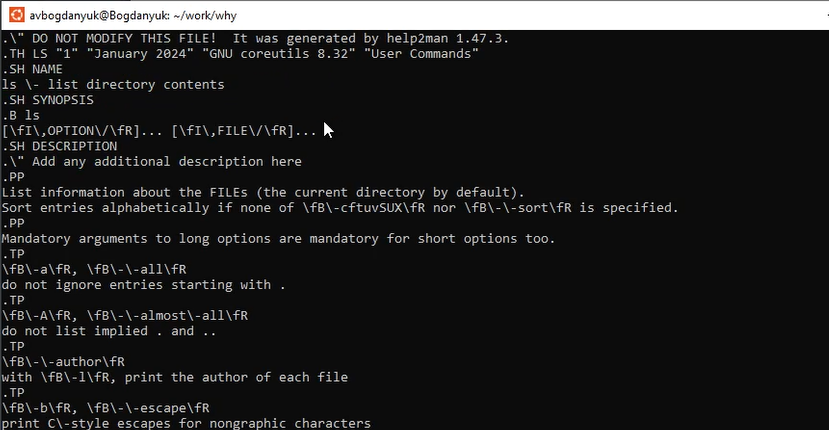 avbogdanyuk@Bogdanyuk: ~/work/why
.\" DO NOT MODIFY THIS FILE!  It was generated by help2man 1.47.3.
.TH LS "1" "January 2024" "GNU coreutils 8.32" "User Commands"
.SH NAME
ls \- list directory contents
.SH SYNOPSIS
.B ls
[\fI\,OPTION\/\fR]... [\fI\,FILE\/\fR]...
.SH DESCRIPTION
.\" Add any additional description here
.PP
List information about the FILEs (the current directory by default).
Sort entries alphabetically if none of \fB\-cftuvSUX\fR nor \fB\-\-sort\fR is specified.
.PP
Mandatory arguments to long options are mandatory for short options too.
.TP
\fB\-a\fR, \fB\-\-all\fR
do not ignore entries starting with .
.TP
\fB\-A\fR, \fB\-\-almost\-all\fR
do not list implied . and ..
.TP
\fB\-\-author\fR
with \fB\-l\fR, print the author of each file
.TP
\fB\-b\fR, \fB\-\-escape\fR
print C\-style escapes for nongraphic characters